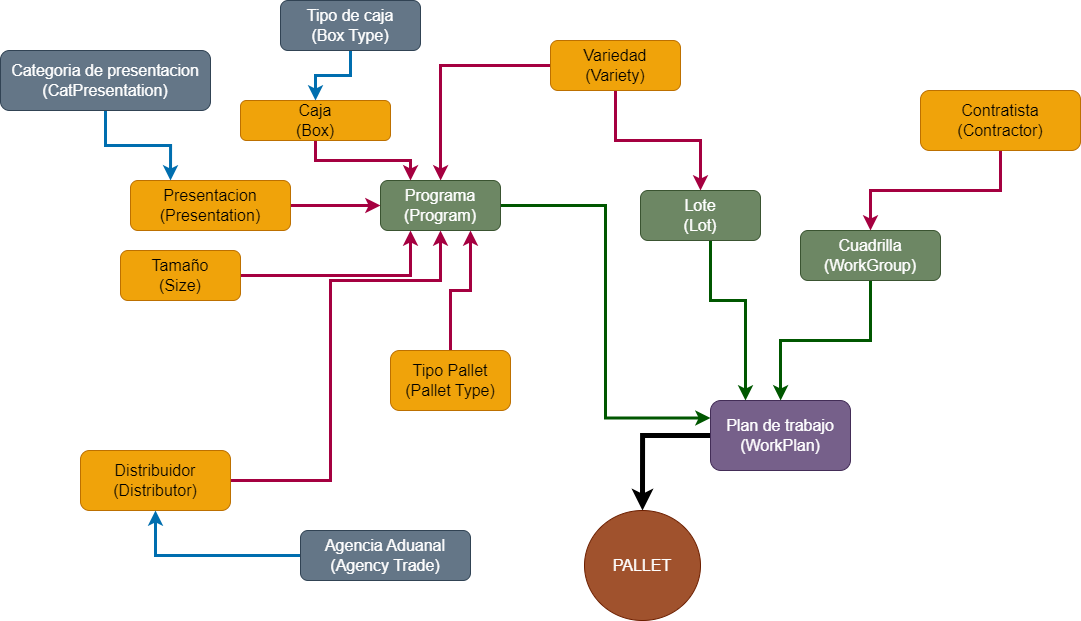 Tipo de caja
(Box Type)
Categoria de presentacion
(CatPresentation)
Variedad
(Variety)
Caja
(Box)
Contratista
(Contractor)
Presentacion
(Presentation)
Programa
(Program)
Lote
(Lot)
Cuadrilla
(WorkGroup)
Tamaño
(Size)
Tipo Pallet
(Pallet Type)
Plan de trabajo
(WorkPlan)
Distribuidor
(Distributor)
Agencia Aduanal
(Agency Trade)
PALLET